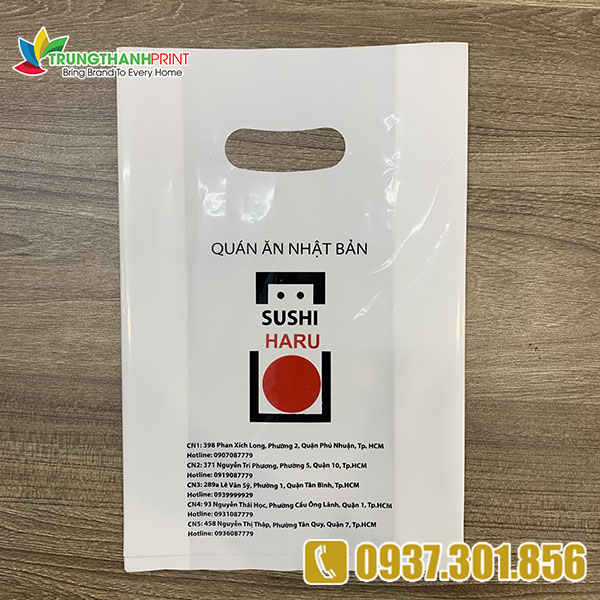 TRUNGTHANHPRINT
Bring Brand To Every Home
QUÁN ĂN NHẬT BẢN
SUSHI
HARU
CN1: 398 Phan Xích Long, Phường 2, Quận Phú Nhuận, Tp. HCM
Hotline: 0907087779
CN2: 371 Nguyễn Tri Phương, Phường 5, Quận 10, Tp.HCM
Hotline: 0919087779
CN3: 289a Lê Văn Sỹ, Phường 1, Quận Tân Bình, Tp.HCM
Hotline: 0939999929
CN4: 93 Nguyễn Thái Học, Phường Cầu Ông Lãnh, Quận 1, Tp.HCM
Hotline: 0931087779
CN5: 458 Nguyễn Thị Thập, Phường Tân Quy, Quận 7, Tp.HCM
Hotline: 0936087779
0937.301.856